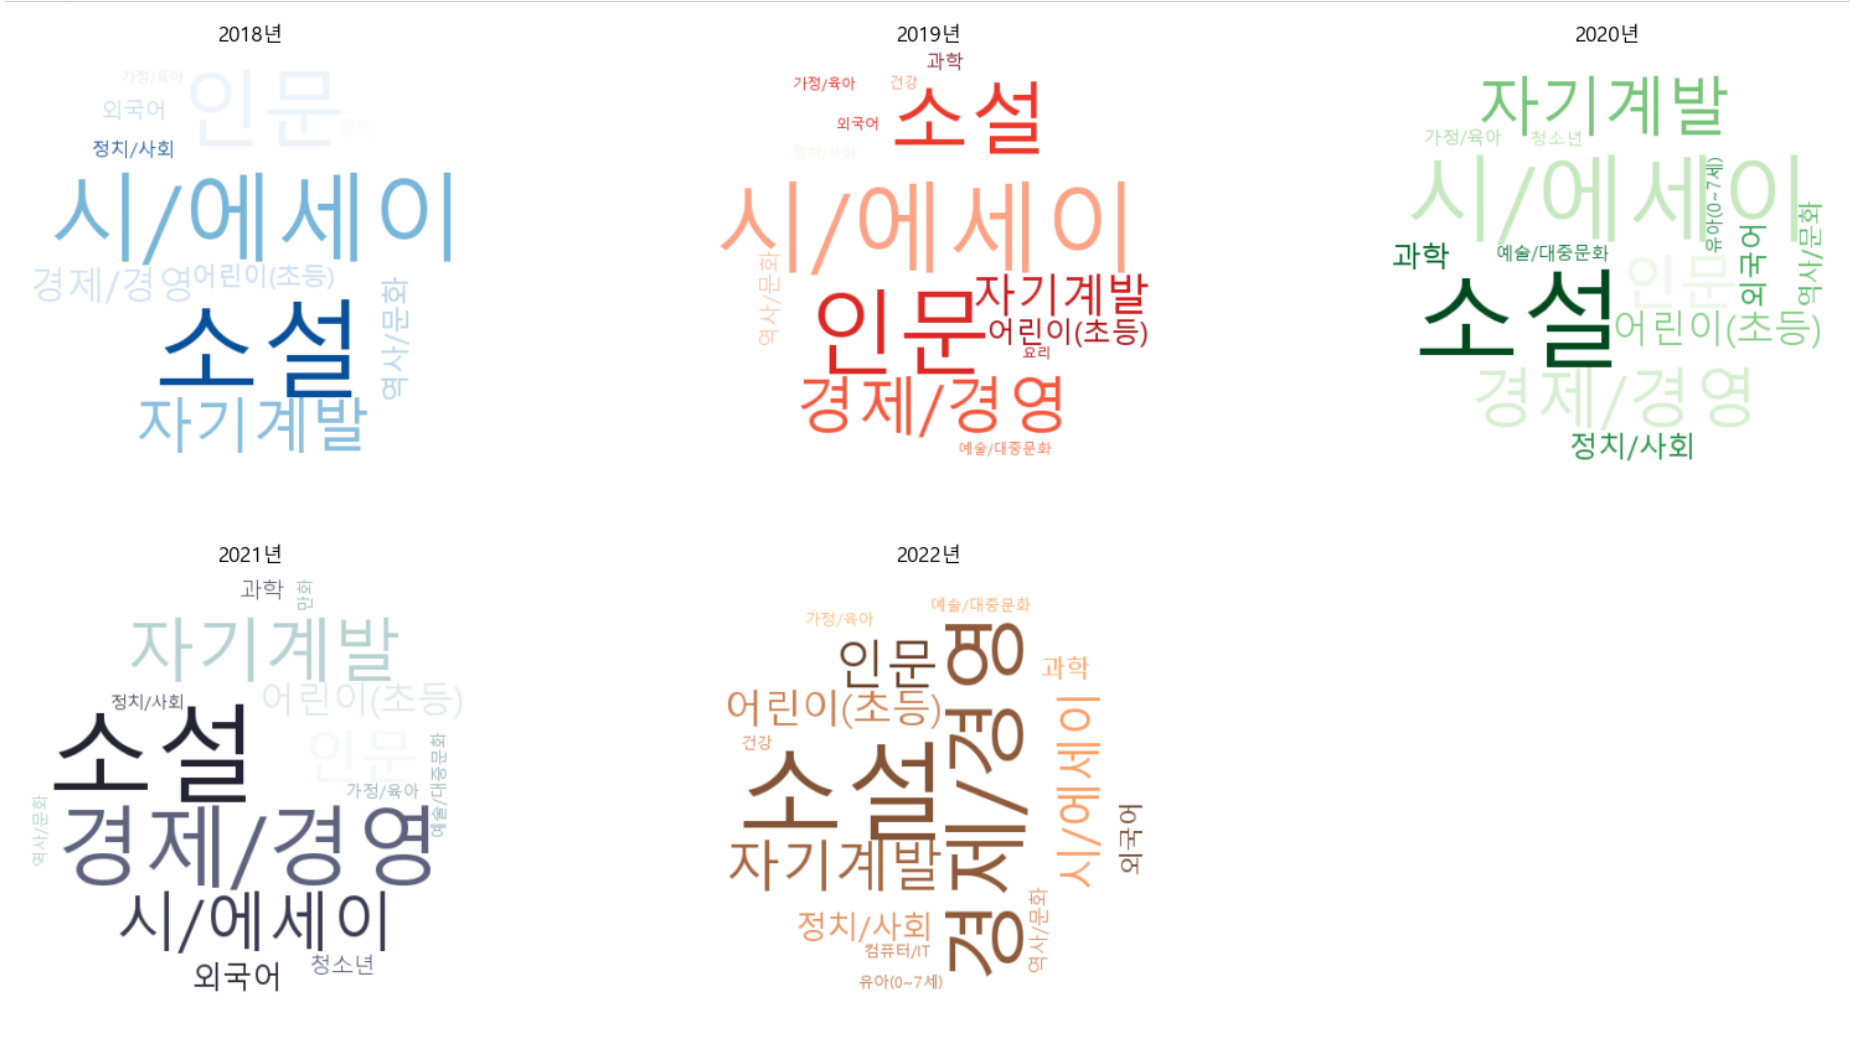 2018년
가정/육아
인문
외국어
과학
정치/사회
시/에세이
경제/경영
어린이(초등)
역사/문화
소설
자기계발
2019년
과학
가정/육아
건강
소설
외국어
정치/사회
시/에세이
역사/문화
자기계발
인문
어린이(초등)
요리
경제/경영
예술/대중문화
2020년
자기계발
가정/육아
청소년
시/에세이
유아(0~7세)
역사/문화
외국어
과학
예술/대중문화
인문
소설
어린이(초등)
경제/경영
정치/사회
2021년
과학
만화
자기계발
정치/사회
어린이(초등)
소설
인문
예술/대중문화
가정/육아
역사/문화
경제/경영
시/에세이
외국어
청소년
2022년
예술/대중문화
가정/육아
인문
경제/경영
과학
어린이(초등)
시/에세이
건강
소설
외국어
자기계발
역사/문화
정치/사회
컴퓨터/IT
유아(0~7세)